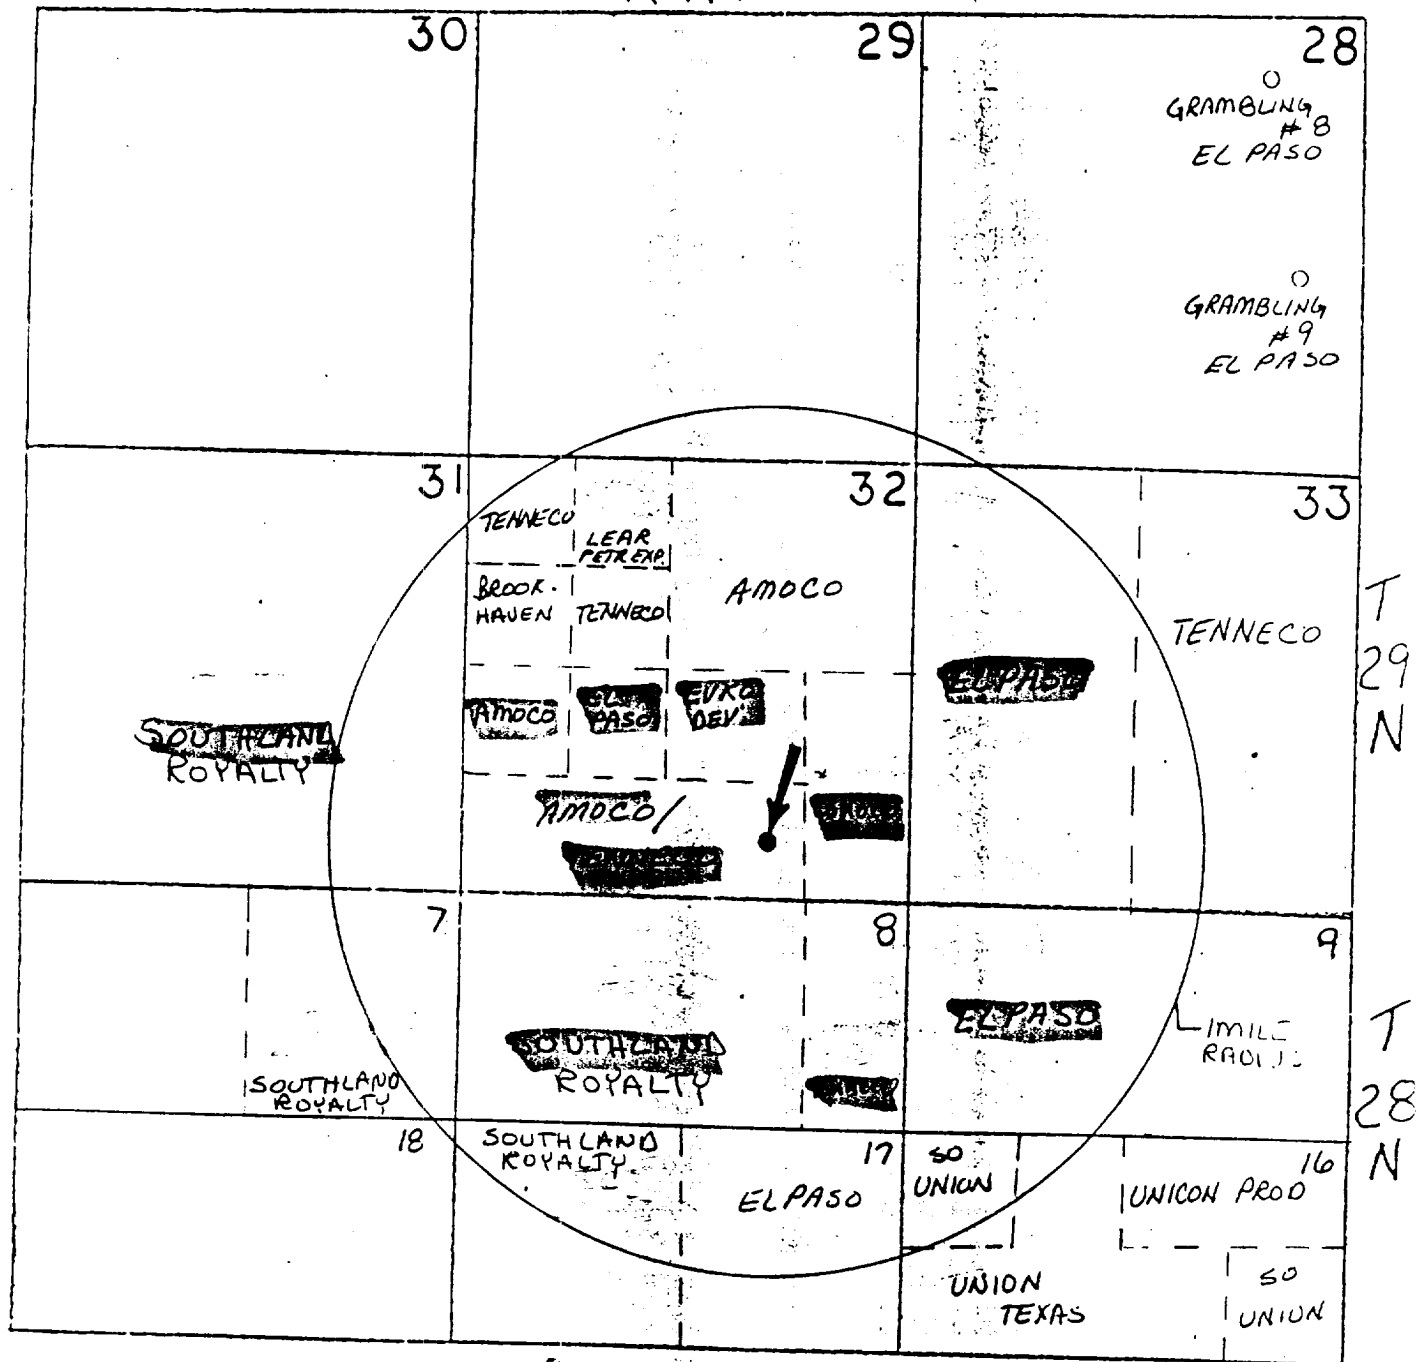 30
29
28
GRAMBLING
# 8
EL PASO
GRAMBLING
#9
EL PASO
31
32
33
TENNECO
LEAR
PETR EXP.
BROOK-
HAVEN
TENNECO
AMOCO
TENNECO
T
29
N
EL PASO
AMOCO
EL
PASO
DEV.
SOUTHLAND
ROYALTY
AMOCO/
7
8
9
EL PASO
1 MILE
SOUTHLAND
ROYALTY
SOUTHLAND
ROYALTY
T
28
N
18
SOUTHLAND
ROYALTY.
17
EL PASO
SO
UNION
16
UNICON PROD
UNION
TEXAS
SO
UNION